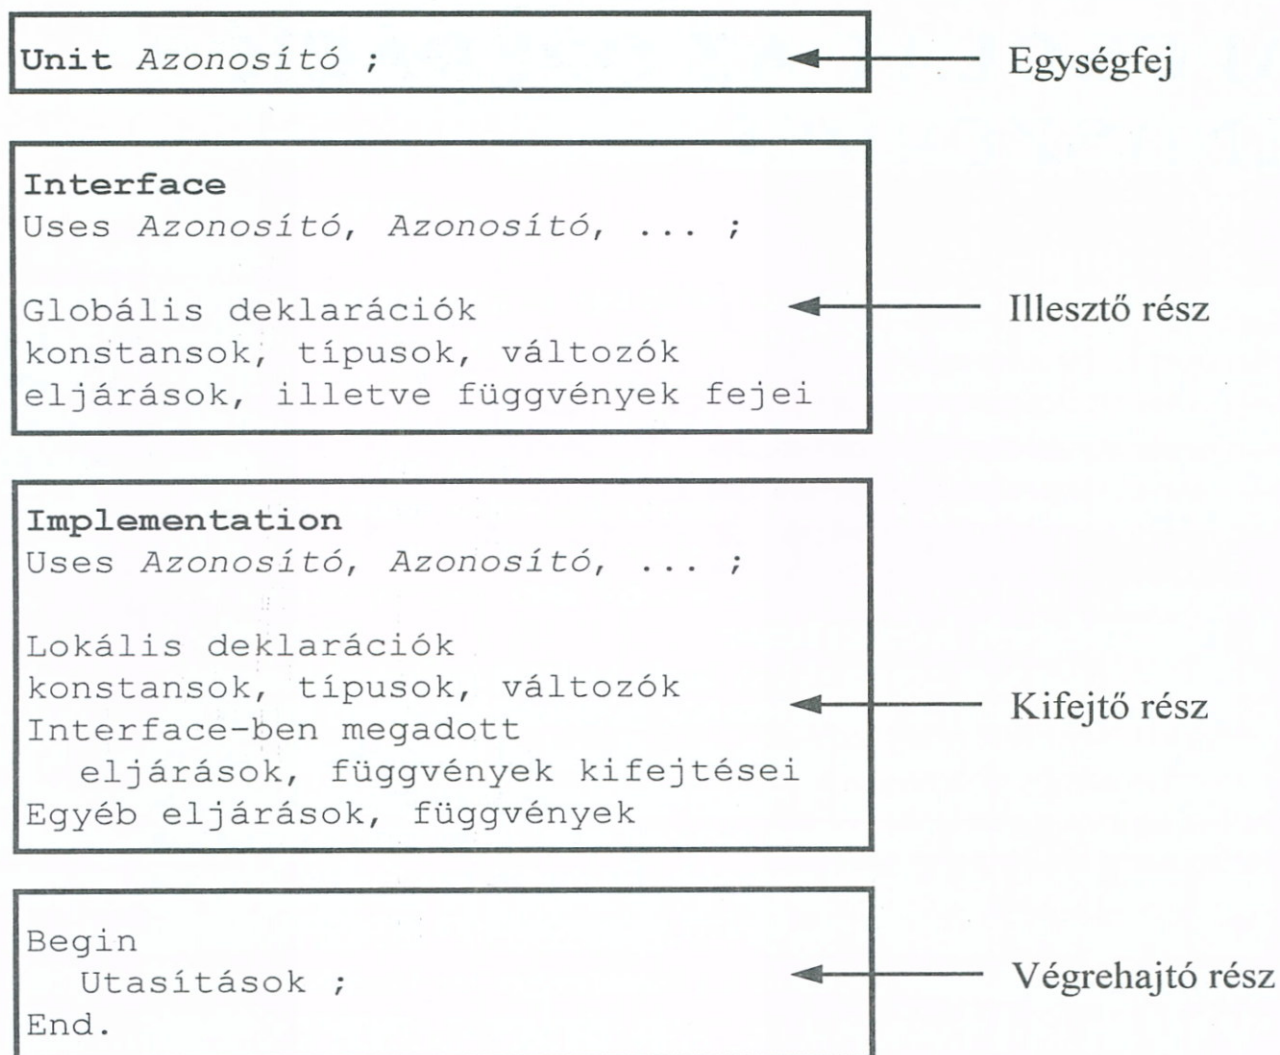 Unit Azonosító ;
Egységfej
Interface
Uses Azonosító, Azonosító, ... ;
Globális deklarációk
konstansok, típusok, változók
eljárások, illetve függvények fejei
Illesztő rész
Implementation
Uses Azonosító, Azonosító, ... ;
Lokális deklarációk
konstansok, típusok, változók
Interface-ben megadott
eljárások, függvények kifejtései
Egyéb eljárások, függvények
Kifejtő rész
Begin
Utasítások ;
End.
Végrehajtó rész